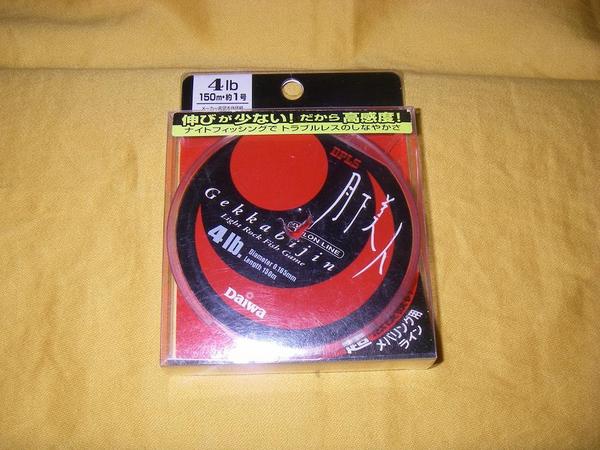 4lb
150m・約1号
伸びが少ない!だから高感度!
ナイトフィッシングでトラブルレスのしなやかさ
DPLS
月下美人
Gekkabijin
NYLON LINE
Light Rock Fish Game
4lb.
Diameter 0.165mm
Length 150m
Daiwa
メバリング用
ライン